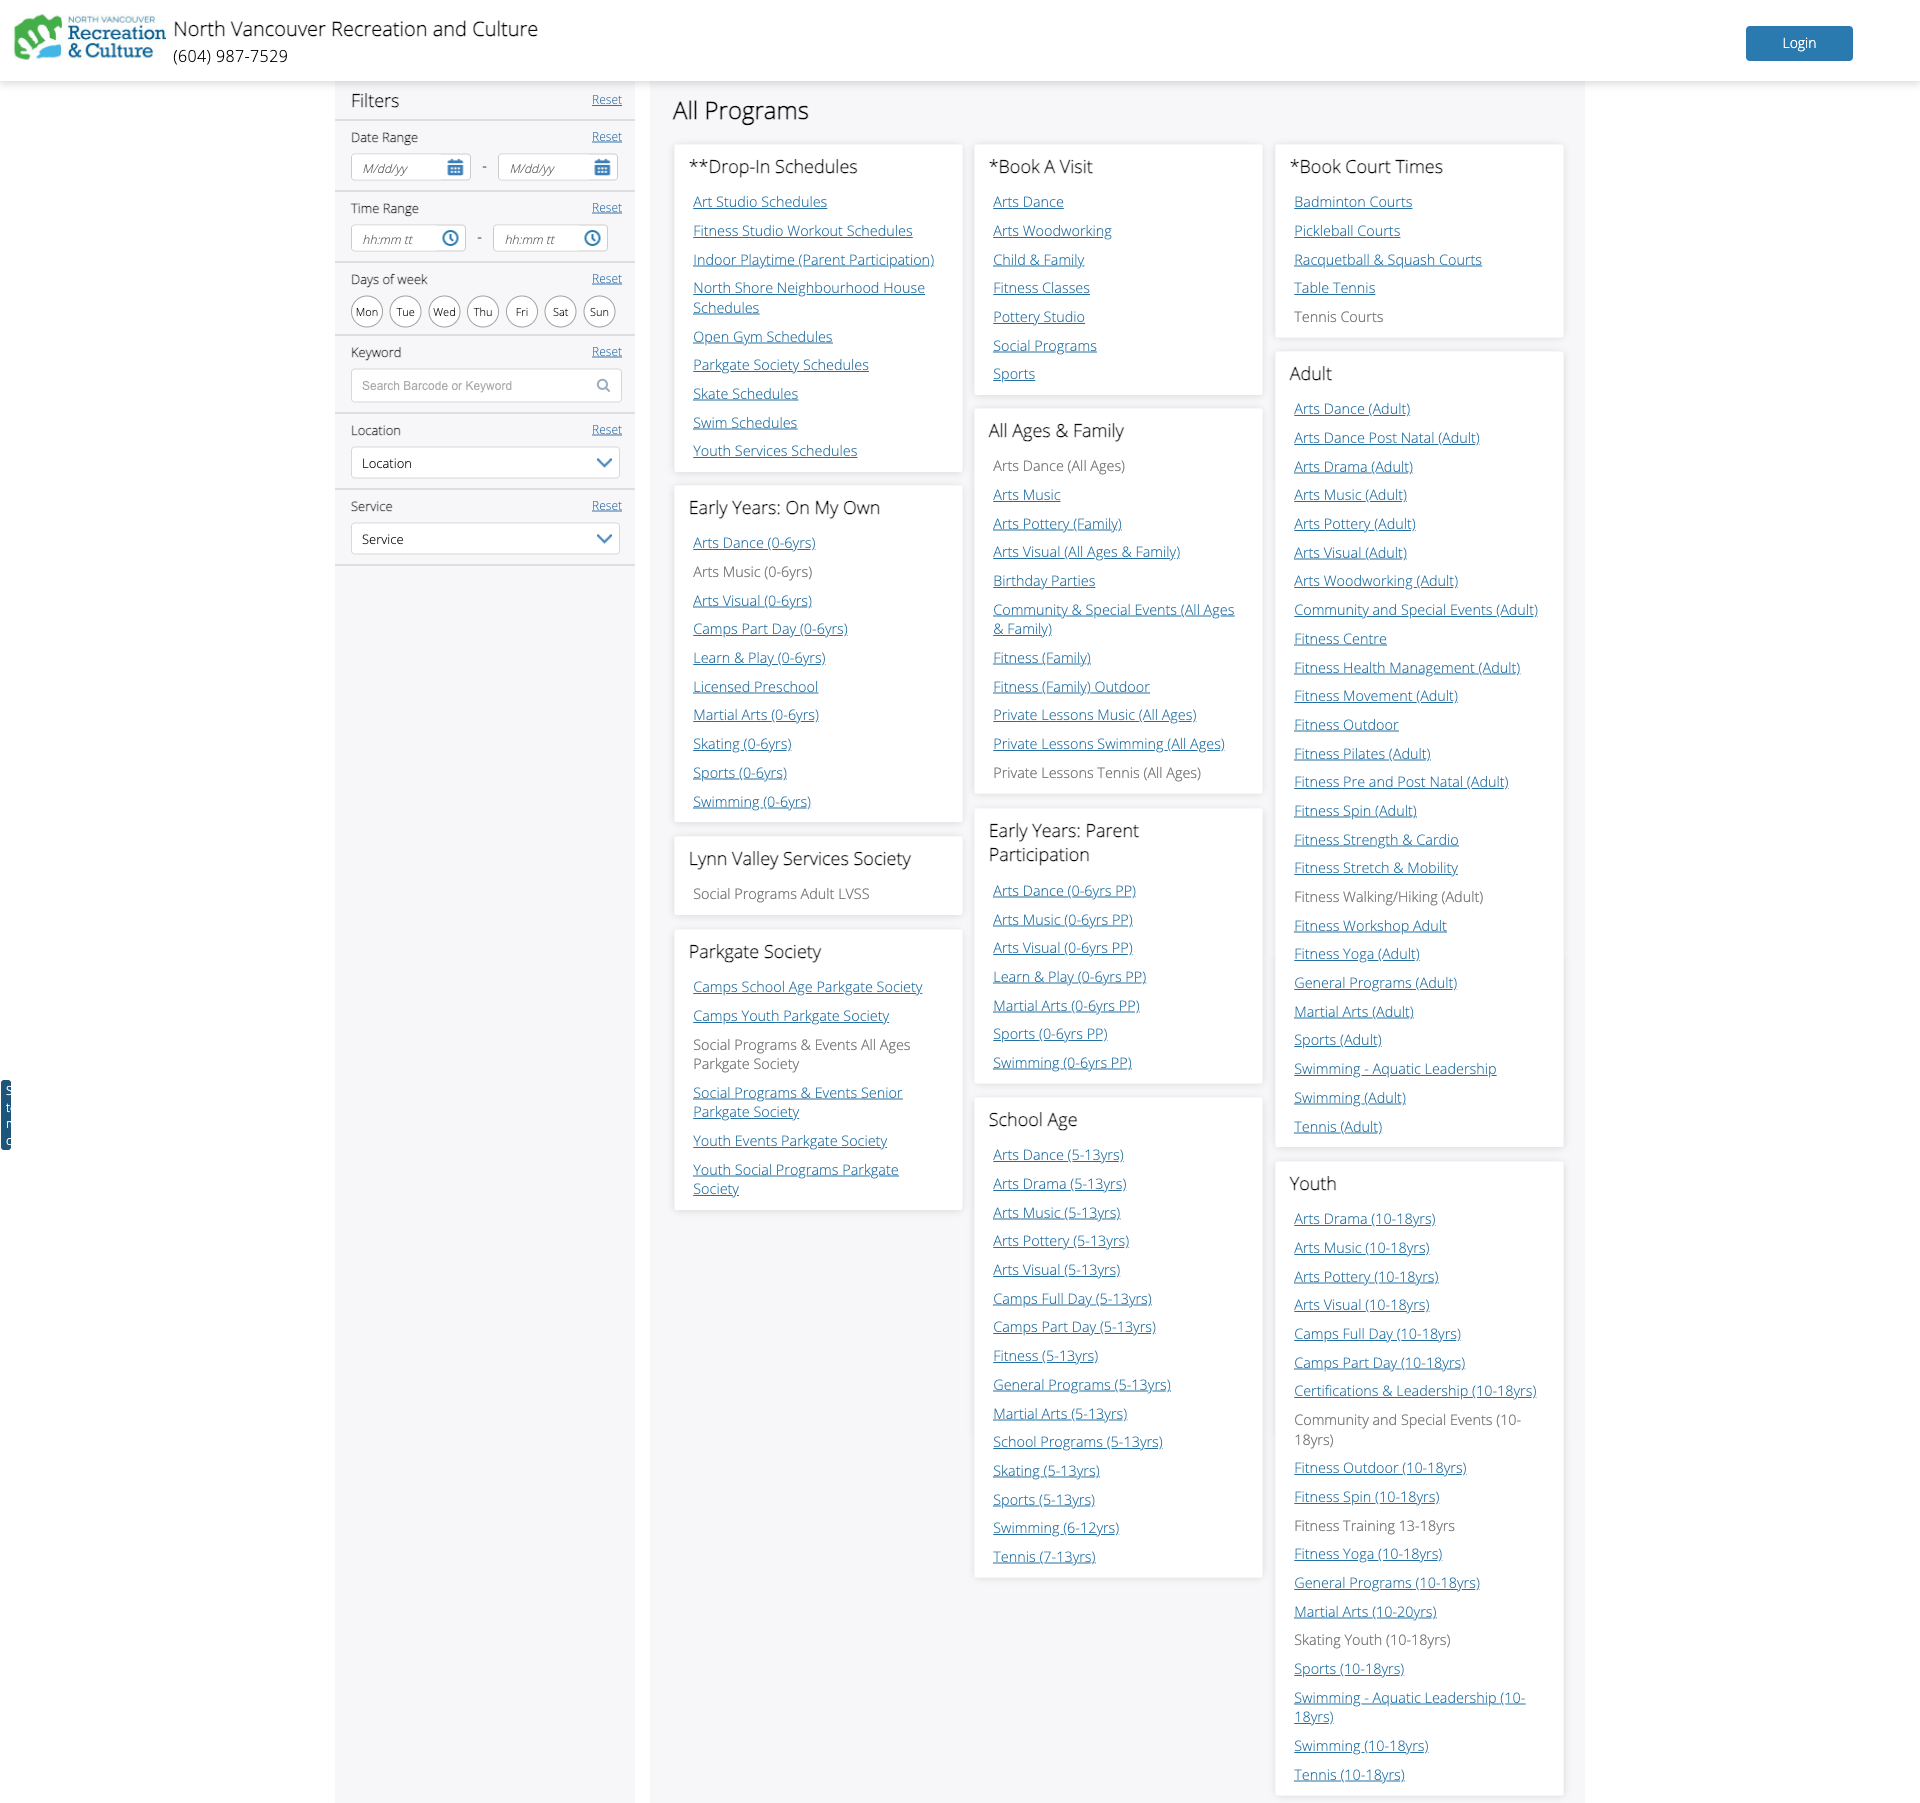 NORTH VANCOUVER
Recreation
& Culture
North Vancouver Recreation and Culture
(604) 987-7529
Login
Filters
Reset
Date Range
Reset
M/dd/yy
-
M/dd/yy
Time Range
Reset
hh:mm tt
-
hh:mm tt
Days of week
Reset
Mon Tue Wed Thu Fri Sat Sun
Keyword
Reset
Search Barcode or Keyword
Location
Reset
Location
Service
Reset
Service
All Programs
**Drop-In Schedules
Art Studio Schedules
Fitness Studio Workout Schedules
Indoor Playtime (Parent Participation)
North Shore Neighbourhood House
Schedules
Open Gym Schedules
Parkgate Society Schedules
Skate Schedules
Swim Schedules
Youth Services Schedules
Early Years: On My Own
Arts Dance (0-6yrs)
Arts Music (0-6yrs)
Arts Visual (0-6yrs)
Camps Part Day (0-6yrs)
Learn & Play (0-6yrs)
Licensed Preschool
Martial Arts (0-6yrs)
Skating (0-6yrs)
Sports (0-6yrs)
Swimming (0-6yrs)
Lynn Valley Services Society
Social Programs Adult LVSS
Parkgate Society
Camps School Age Parkgate Society
Camps Youth Parkgate Society
Social Programs & Events All Ages
Parkgate Society
Social Programs & Events Senior
Parkgate Society
Youth Events Parkgate Society
Youth Social Programs Parkgate
Society
*Book A Visit
Arts Dance
Arts Woodworking
Child & Family
Fitness Classes
Pottery Studio
Social Programs
Sports
All Ages & Family
Arts Dance (All Ages)
Arts Music
Arts Pottery (Family)
Arts Visual (All Ages & Family)
Birthday Parties
Community & Special Events (All Ages
& Family)
Fitness (Family)
Fitness (Family) Outdoor
Private Lessons Music (All Ages)
Private Lessons Swimming (All Ages)
Private Lessons Tennis (All Ages)
Early Years: Parent
Participation
Arts Dance (0-6yrs PP)
Arts Music (0-6yrs PP)
Arts Visual (0-6yrs PP)
Learn & Play (0-6yrs PP)
Martial Arts (0-6yrs PP)
Sports (0-6yrs PP)
Swimming (0-6yrs PP)
School Age
Arts Dance (5-13yrs)
Arts Drama (5-13yrs)
Arts Music (5-13yrs)
Arts Pottery (5-13yrs)
Arts Visual (5-13yrs)
Camps Full Day (5-13yrs)
Camps Part Day (5-13yrs)
Fitness (5-13yrs)
General Programs (5-13yrs)
Martial Arts (5-13yrs)
School Programs (5-13yrs)
Skating (5-13yrs)
Sports (5-13yrs)
Swimming (6-12yrs)
Tennis (7-13yrs)
*Book Court Times
Badminton Courts
Pickleball Courts
Racquetball & Squash Courts
Table Tennis
Tennis Courts
Adult
Arts Dance (Adult)
Arts Dance Post Natal (Adult)
Arts Drama (Adult)
Arts Music (Adult)
Arts Pottery (Adult)
Arts Visual (Adult)
Arts Woodworking (Adult)
Community and Special Events (Adult)
Fitness Centre
Fitness Health Management (Adult)
Fitness Movement (Adult)
Fitness Outdoor
Fitness Pilates (Adult)
Fitness Pre and Post Natal (Adult)
Fitness Spin (Adult)
Fitness Strength & Cardio
Fitness Stretch & Mobility
Fitness Walking/Hiking (Adult)
Fitness Workshop Adult
Fitness Yoga (Adult)
General Programs (Adult)
Martial Arts (Adult)
Sports (Adult)
Swimming - Aquatic Leadership
Swimming (Adult)
Tennis (Adult)
Youth
Arts Drama (10-18yrs)
Arts Music (10-18yrs)
Arts Pottery (10-18yrs)
Arts Visual (10-18yrs)
Camps Full Day (10-18yrs)
Camps Part Day (10-18yrs)
Certifications & Leadership (10-18yrs)
Community and Special Events (10-
18yrs)
Fitness Outdoor (10-18yrs)
Fitness Spin (10-18yrs)
Fitness Training 13-18yrs
Fitness Yoga (10-18yrs)
General Programs (10-18yrs)
Martial Arts (10-20yrs)
Skating Youth (10-18yrs)
Sports (10-18yrs)
Swimming - Aquatic Leadership (10-
18yrs)
Swimming (10-18yrs)
Tennis (10-18yrs)